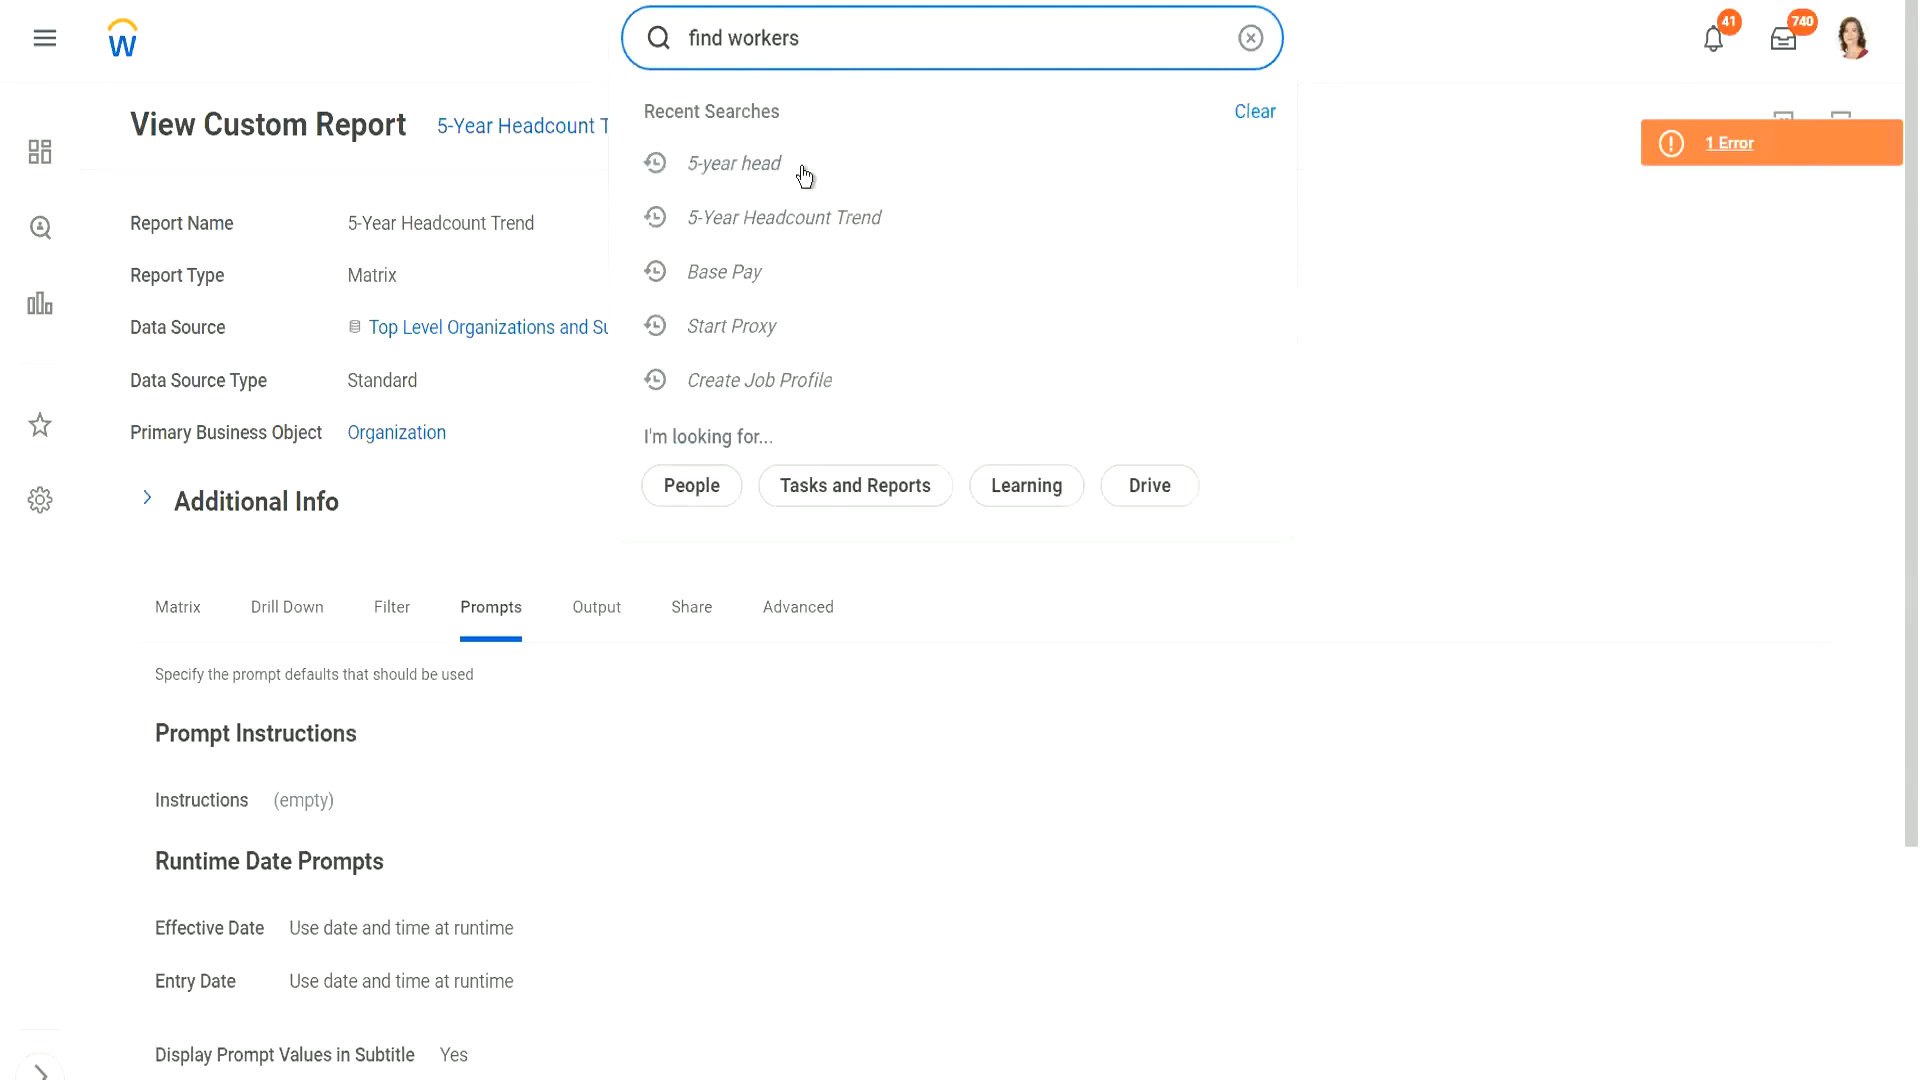 W
find workers
41
740
Recent Searches
Clear
View Custom Report
5-Year Headcount T
1 Error
5-year head
5-Year Headcount Trend
Base Pay
Start Proxy
Create Job Profile
Report Name
5-Year Headcount Trend
Report Type
Matrix
Data Source
Top Level Organizations and Su
Data Source Type
Standard
Primary Business Object
Organization
I'm looking for...
People
Tasks and Reports
Learning
Drive
Additional Info
Matrix
Drill Down
Filter
Prompts
Output
Share
Advanced
Specify the prompt defaults that should be used
Prompt Instructions
Instructions
(empty)
Runtime Date Prompts
Effective Date
Use date and time at runtime
Entry Date
Use date and time at runtime
Display Prompt Values in Subtitle
Yes